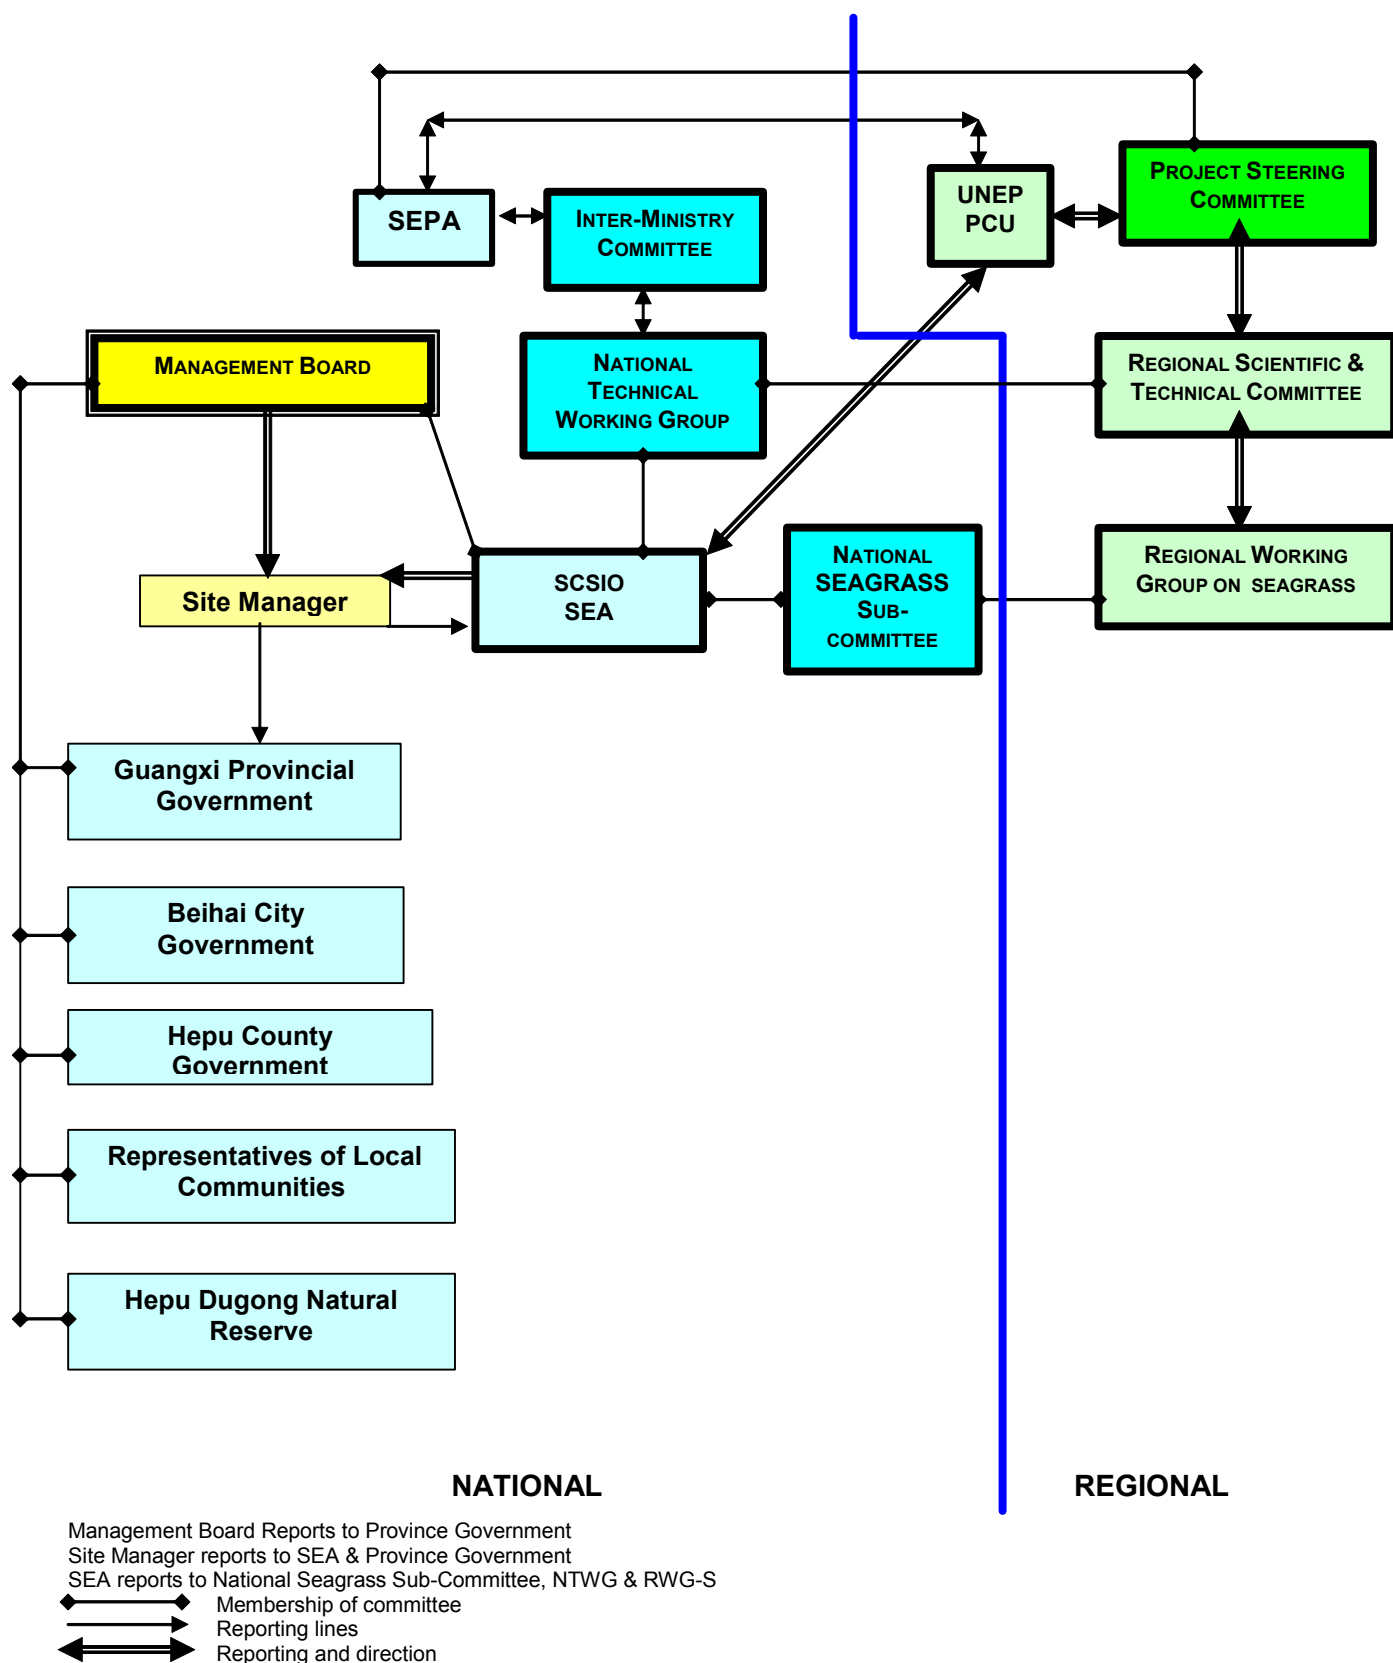 PROJECT STEERING
COMMITTEE
UNEP
PCU
SEPA
INTER-MINISTRY
COMMITTEE
MANAGEMENT BOARD
NATIONAL
TECHNICAL
WORKING GROUP
REGIONAL SCIENTIFIC &
TECHNICAL COMMITTEE
Site Manager
SCSIO
SEA
NATIONAL
SEAGRASS
SUB-
COMMITTEE
REGIONAL WORKING
GROUP ON SEAGRASS
Guangxi Provincial
Government
Beihai City
Government
Hepu County
Government
Representatives of Local
Communities
Hepu Dugong Natural
Reserve
NATIONAL
REGIONAL
Management Board Reports to Province Government
Site Manager reports to SEA & Province Government
SEA reports to National Seagrass Sub-Committee, NTWG & RWG-S
Membership of committee
Reporting lines
Reporting and direction